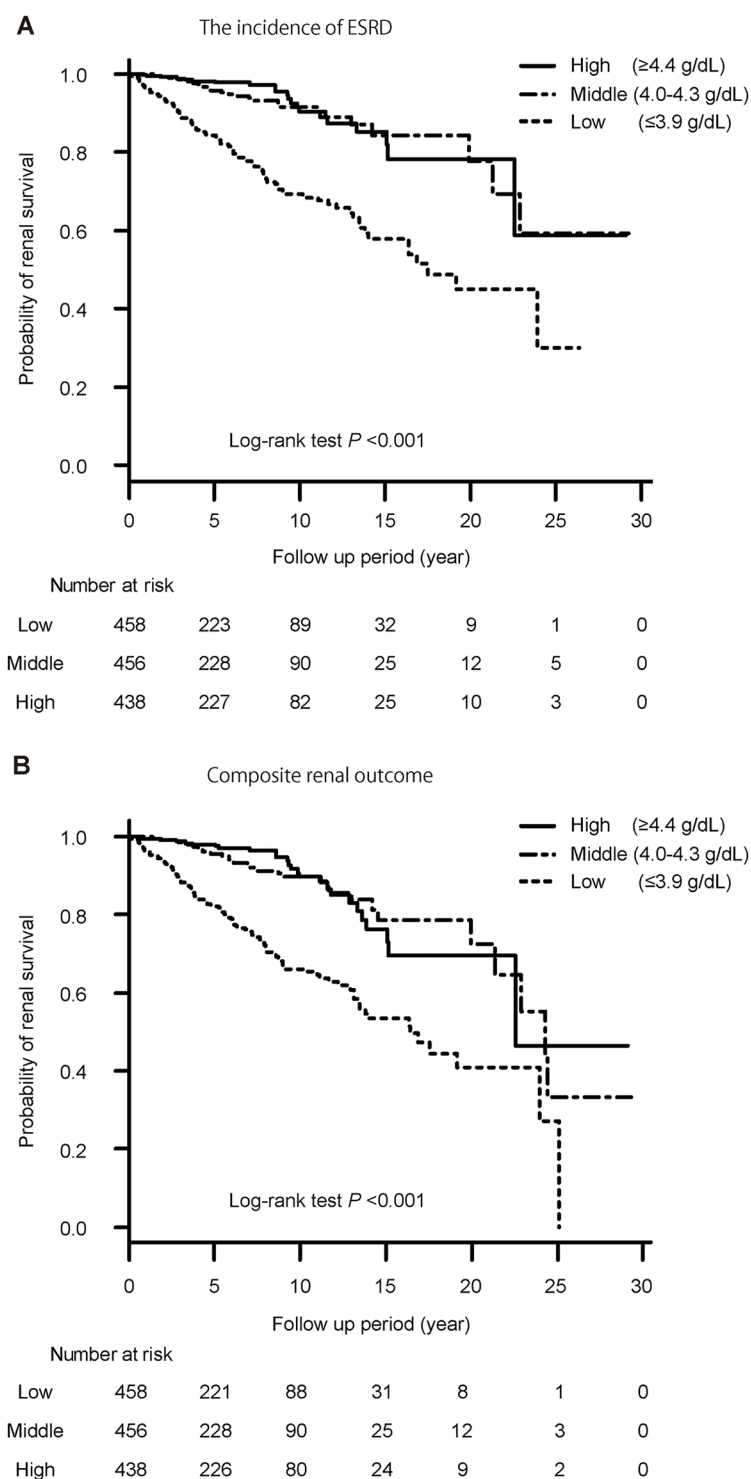 A
The incidence of ESRD
High (≥4.4 g/dL)
Middle (4.0-4.3 g/dL)
Low (≤3.9 g/dL)
Probability of renal survival
1.0
0.8
0.6
0.4
0.2
0.0
Log-rank test P <0.001
0 5 10 15 20 25 30
Follow up period (year)
Number at risk
Low 458 223 89 32 9 1 0
Middle 456 228 90 25 12 5 0
High 438 227 82 25 10 3 0
B
Composite renal outcome
High (≥4.4 g/dL)
Middle (4.0-4.3 g/dL)
Low (≤3.9 g/dL)
Probability of renal survival
1.0
0.8
0.6
0.4
0.2
0.0
Log-rank test P <0.001
0 5 10 15 20 25 30
Follow up period (year)
Number at risk
Low 458 221 88 31 8 1 0
Middle 456 228 90 25 12 3 0
High 438 226 80 24 9 2 0